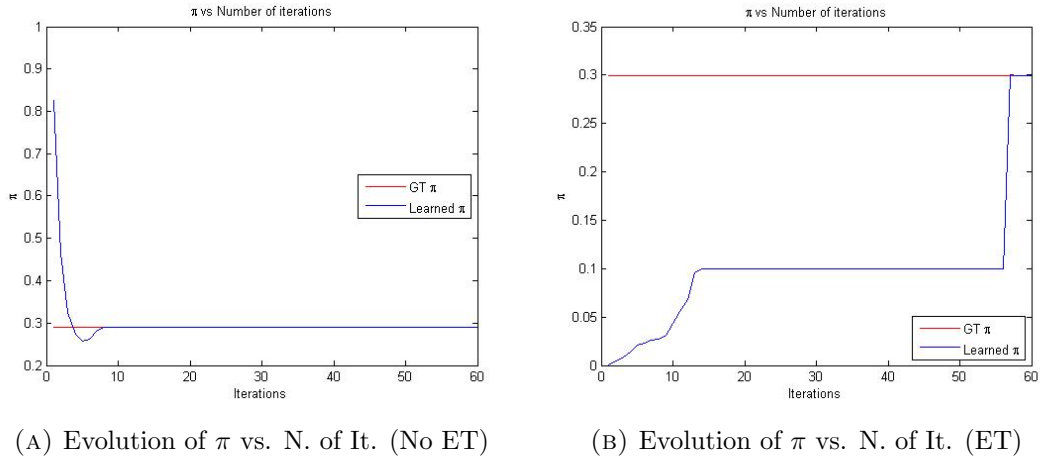 π vs Number of iterations
1
0.9
0.8
0.7
0.6
0.5
0.4
0.3
0.2
π
GT π
Learned π
0 10 20 30 40 50 60
Iterations
(A) Evolution of π vs. N. of It. (No ET)
π vs Number of iterations
0.35
0.3
0.25
0.2
0.15
0.1
0.05
0
π
GT π
Learned π
0 10 20 30 40 50 60
Iterations
(B) Evolution of π vs. N. of It. (ET)